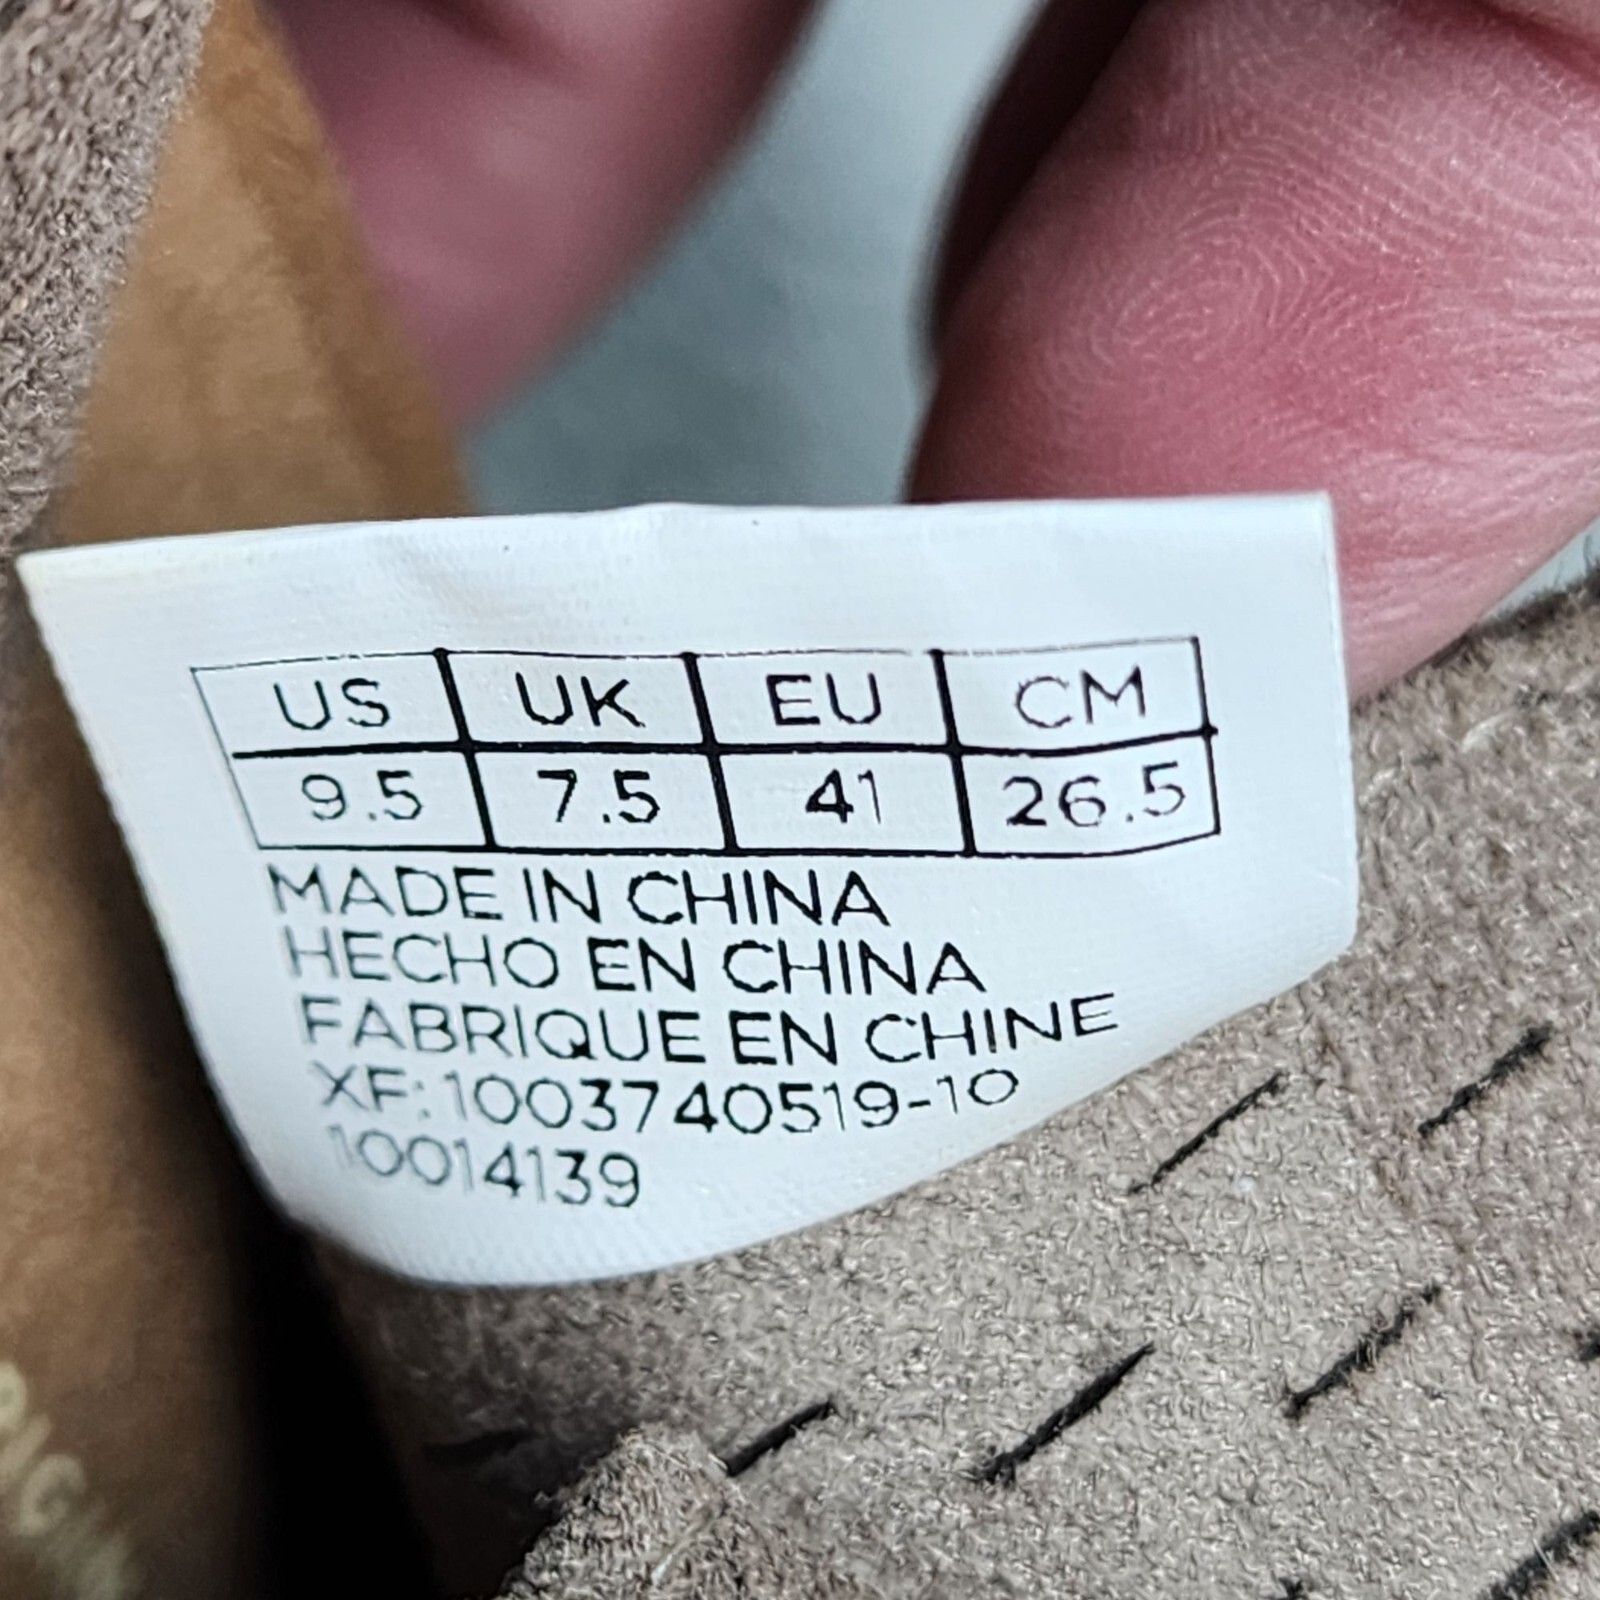 US UK EU CM
9.5 7.5 41 26.5
MADE IN CHINA
HECHO EN CHINA
FABRIQUE EN CHINE
XF:1003740519-10
10014139